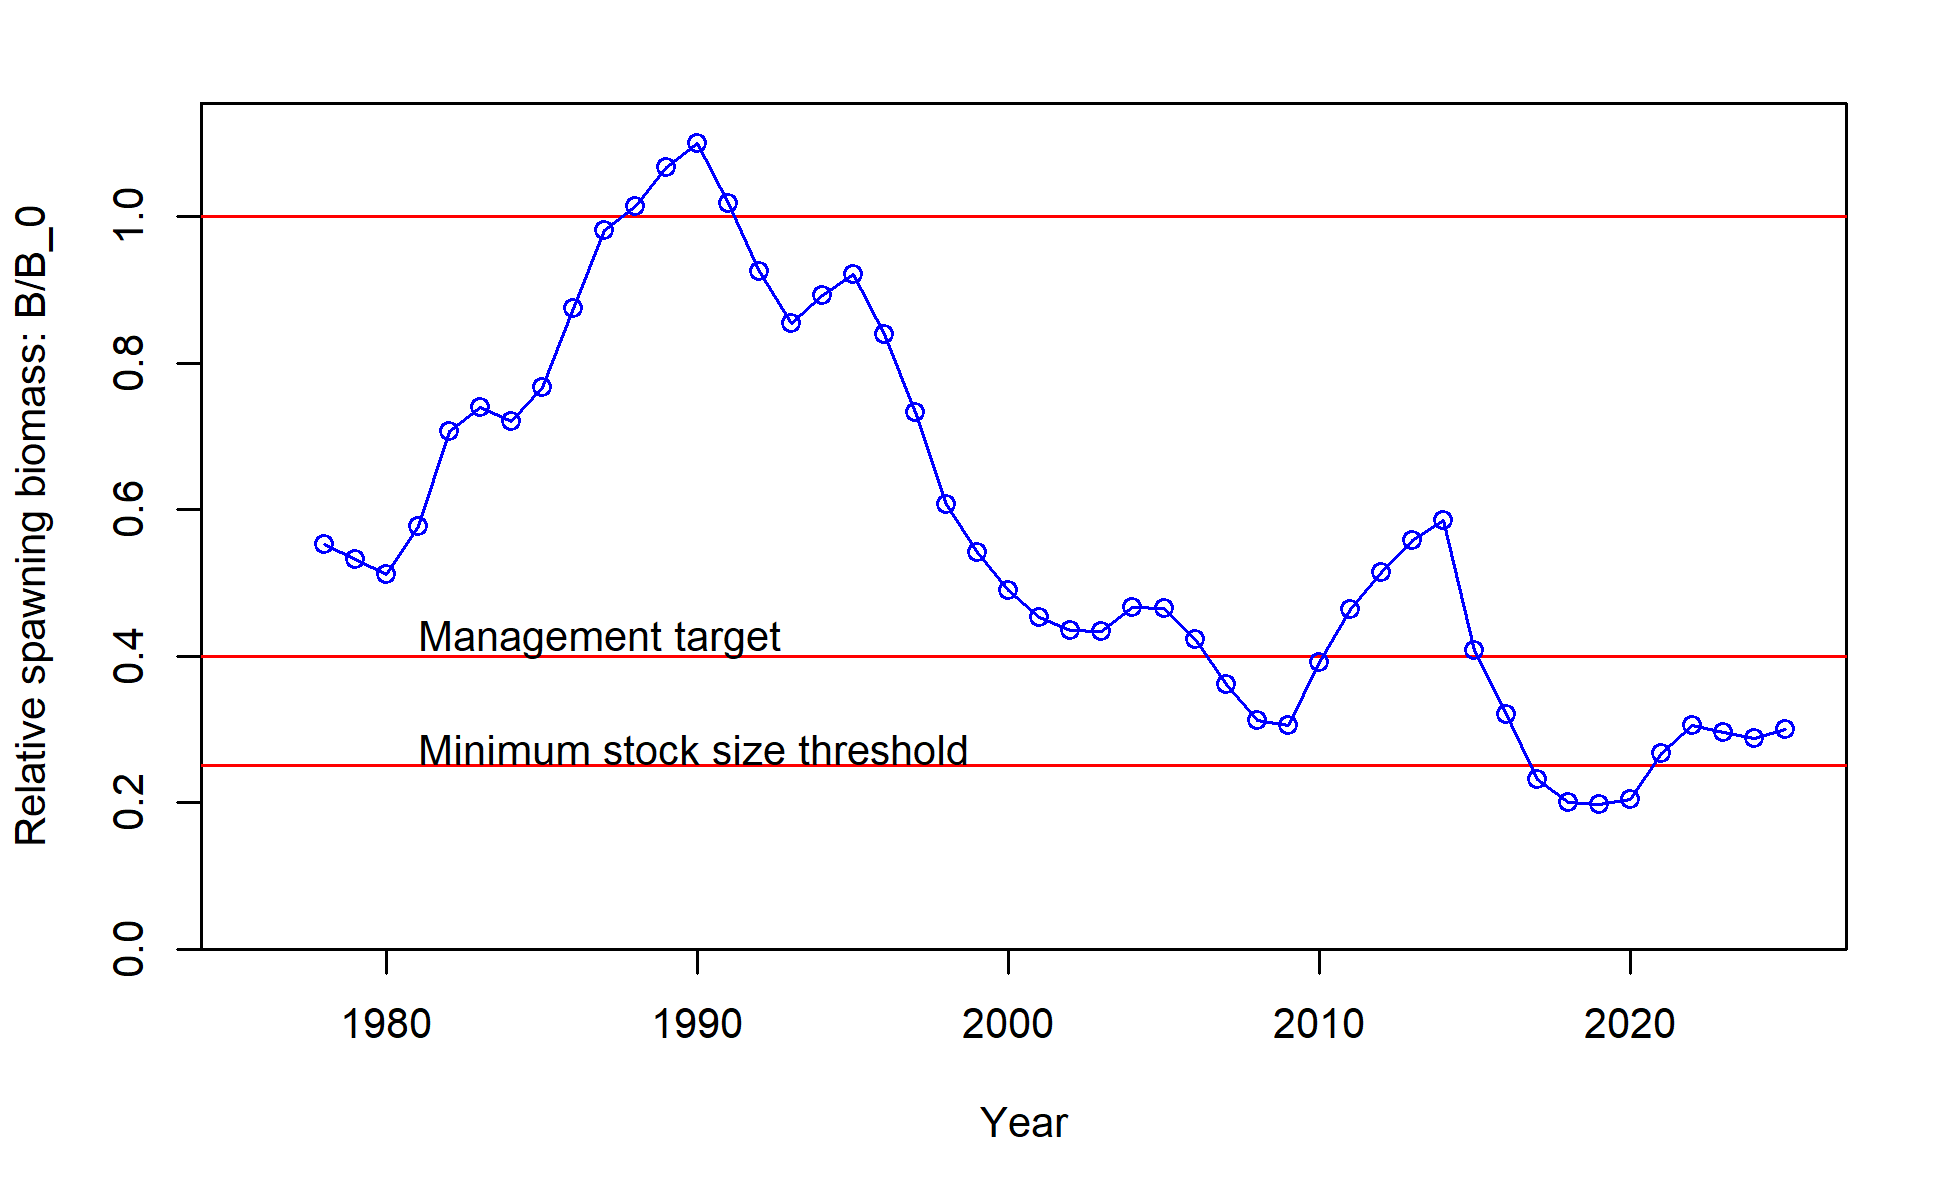 Relative spawning biomass: B/B_0
1.0
0.8
0.6
0.4
0.2
0.0
Management target
Minimum stock size threshold
1980 1990 2000 2010 2020
Year